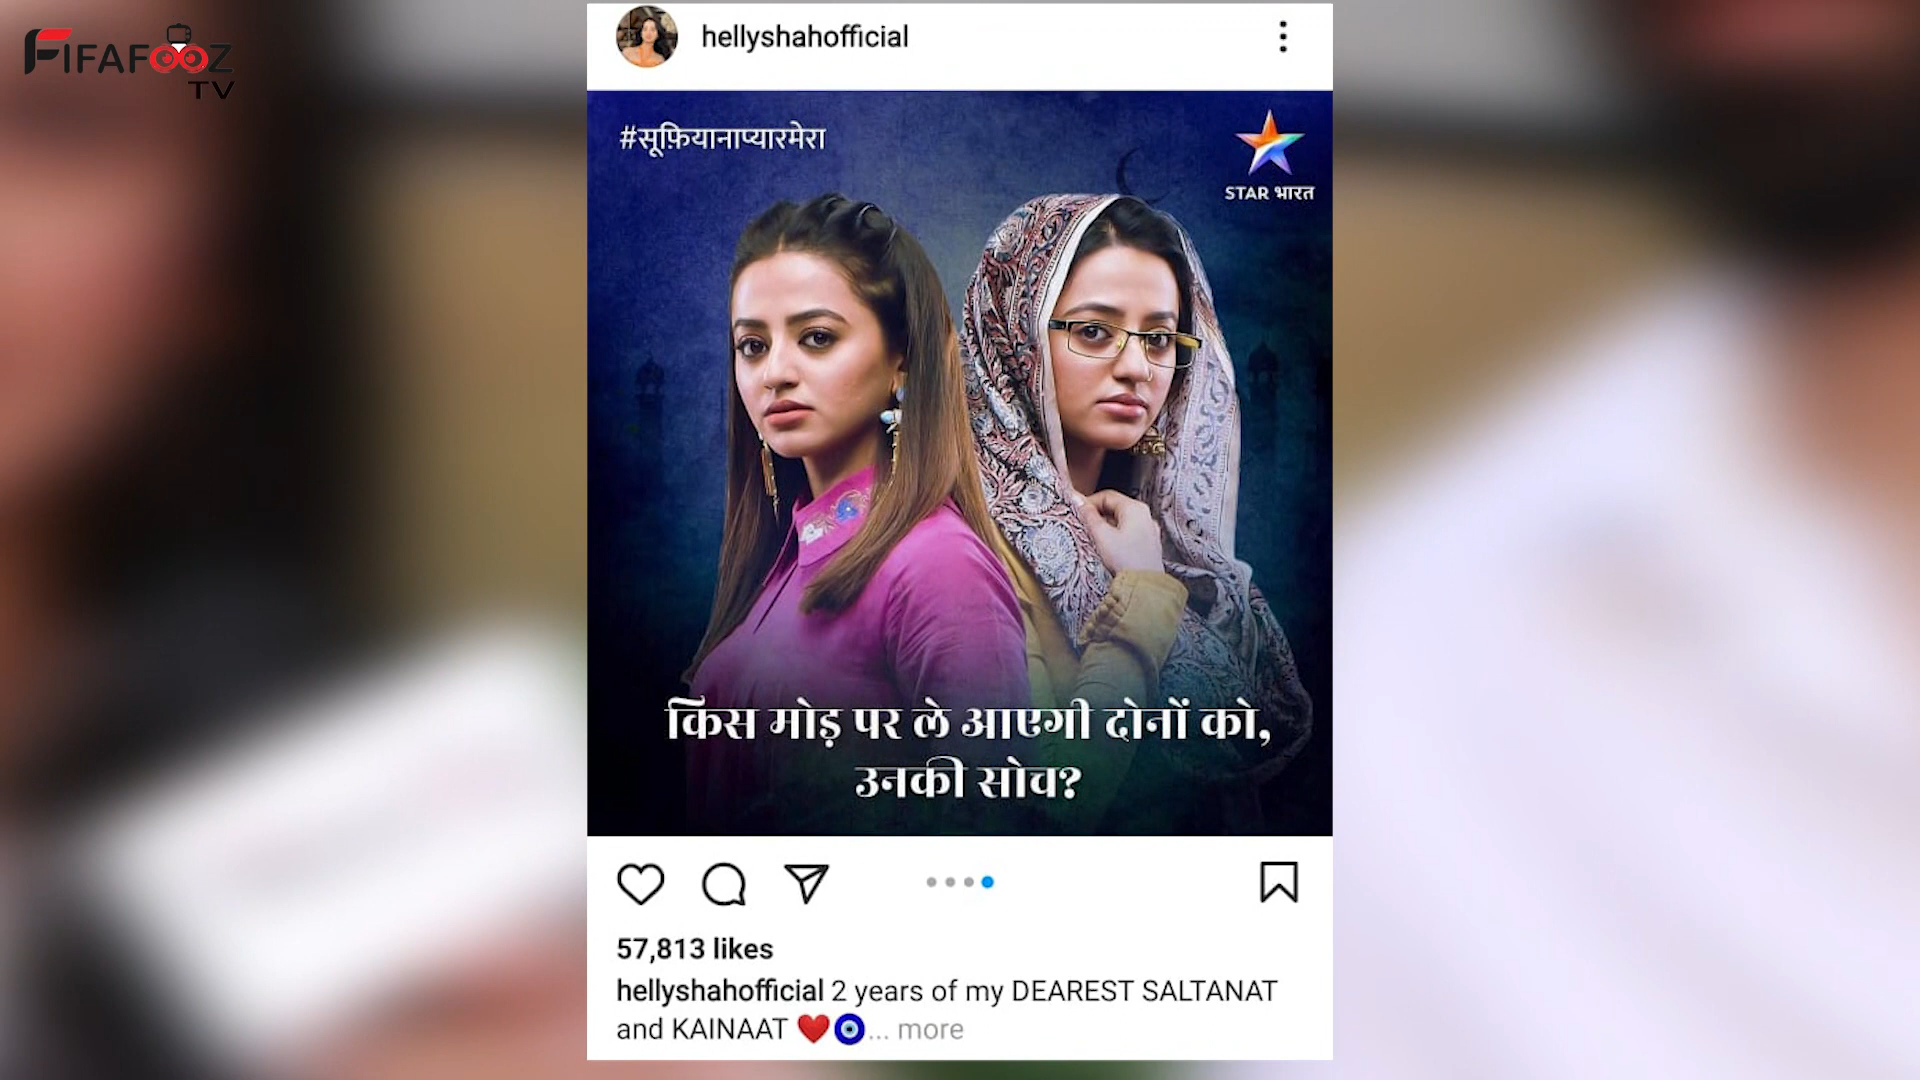 FIFAFOOZ
TV
hellyshahofficial
#सूफ़ियानाप्यारमेरा
STAR भारत
किस मोड़ पर ले आएगी दोनों को,
उनकी सोच?
57,813 likes
hellyshahofficial 2 years of my DEAREST SALTANAT
and KAINAAT ❤️🧿... more